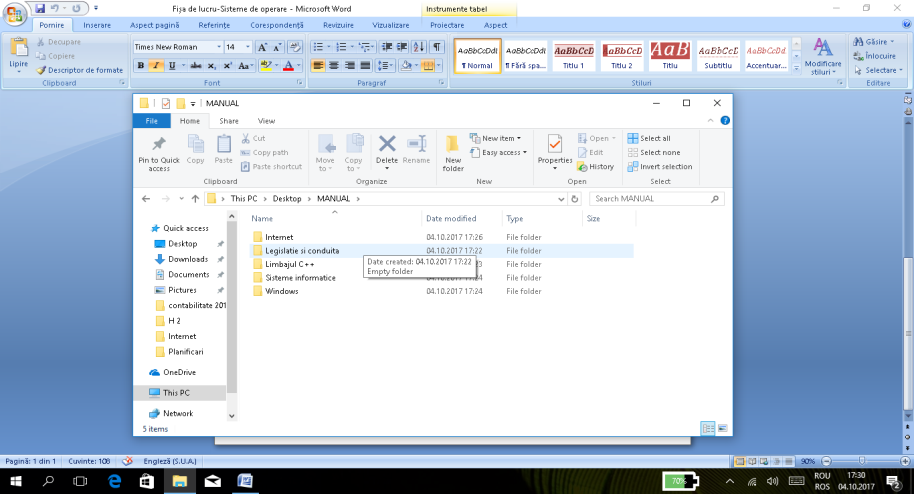 Fișa de lucru-Sisteme de operare - Microsoft Word
Instrumente tabel
Pornire Inserare Aspect pagină Referințe Corespondență Revizuire Vizualizare Proiectare Aspect
Lipire
Decupare
Copiere
Descriptor de formate
Clipboard
Times New Roman 14
Font
Paragraf
AaBbCcDdI AaBbCcDdI AaBbCcD AaBbCcD AaB AaBbCcD AaBbCcDd
¶ Normal ¶ Fără spa... Titlu 1 Titlu 2 Titlu Subtitlu Accentuar...
Modificare stiluri
Stiluri
Găsire
Înlocuire
Selectare
Editare
MANUAL
File Home Share View
Pin to Quick access
Copy
Paste
Cut
Copy path
Paste shortcut
Clipboard
Move to
Copy to
Delete
Rename
Organize
New folder
New item
Easy access
New
Properties
Open
Edit
History
Open
Select all
Select none
Invert selection
Select
This PC > Desktop > MANUAL >
Search MANUAL
Name Date modified Type Size
Internet 04.10.2017 17:26 File folder
Legislatie si conduita 04.10.2017 17:22 File folder
Limbajul C++ File folder
Sisteme informatice File folder
Windows 04.10.2017 17:24 File folder
Date created: 04.10.2017 17:22
Empty folder
Quick access
Desktop
Downloads
Documents
Pictures
contabilitate 201
H 2
Internet
Planificari
OneDrive
This PC
Network
5 items
Pagină: 1 din 1 Cuvinte: 108 Engleză (S.U.A.) 90%
70%
ROU
ROS
17:30
04.10.2017
2